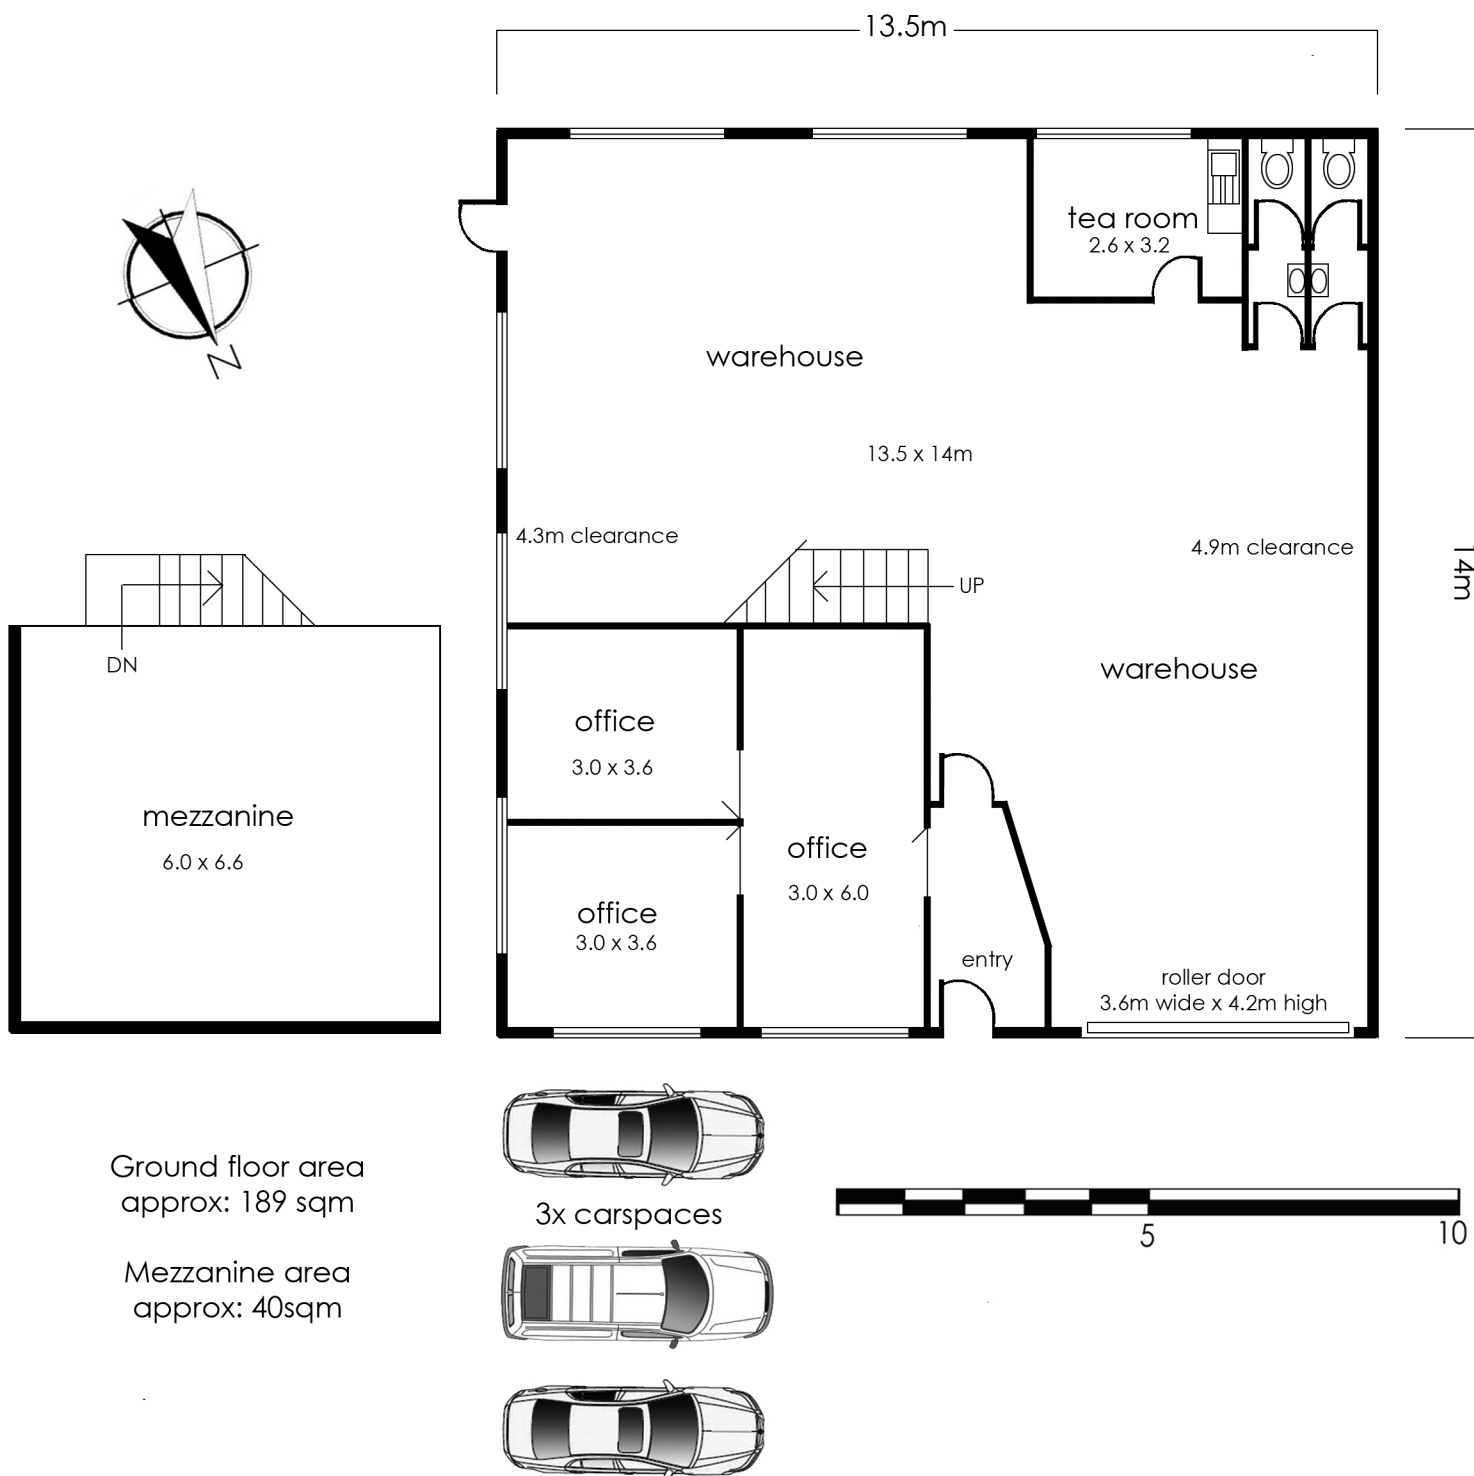 13.5m
tea room
2.6 x 3.2
N
warehouse
13.5 x 14m
4.3m clearance
4.9m clearance
14m
UP
DN
warehouse
office
3.0 x 3.6
mezzanine
6.0 x 6.6
office
3.0 x 6.0
office
3.0 x 3.6
entry
roller door
3.6m wide x 4.2m high
Ground floor area
approx: 189 sqm
3x carspaces
5
10
Mezzanine area
approx: 40sqm